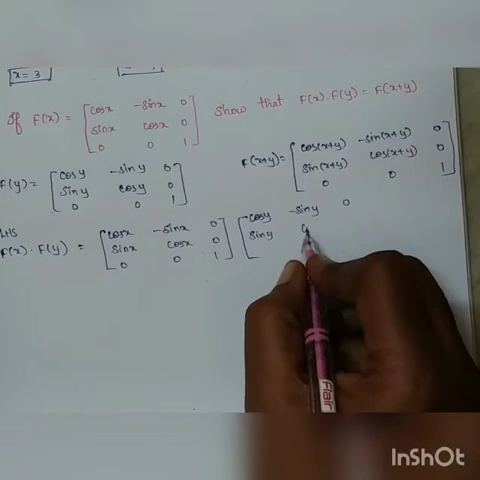 x = 3
If F(x) = [cosx -sinx 0 sinx cosx 0 0 0 1] show that F(x).F(y) = F(x+y)
F(y) = [cosy -siny 0 siny cosy 0 0 0 1] F(x+y) = [cos(x+y) -sin(x+y) 0 sin(x+y) cos(x+y) 0 0 0 1]
LHS
F(x).F(y) = [cosx -sinx 0 sinx cosx 0 0 0 1] [cosy -siny 0 siny
Flair
InShOt